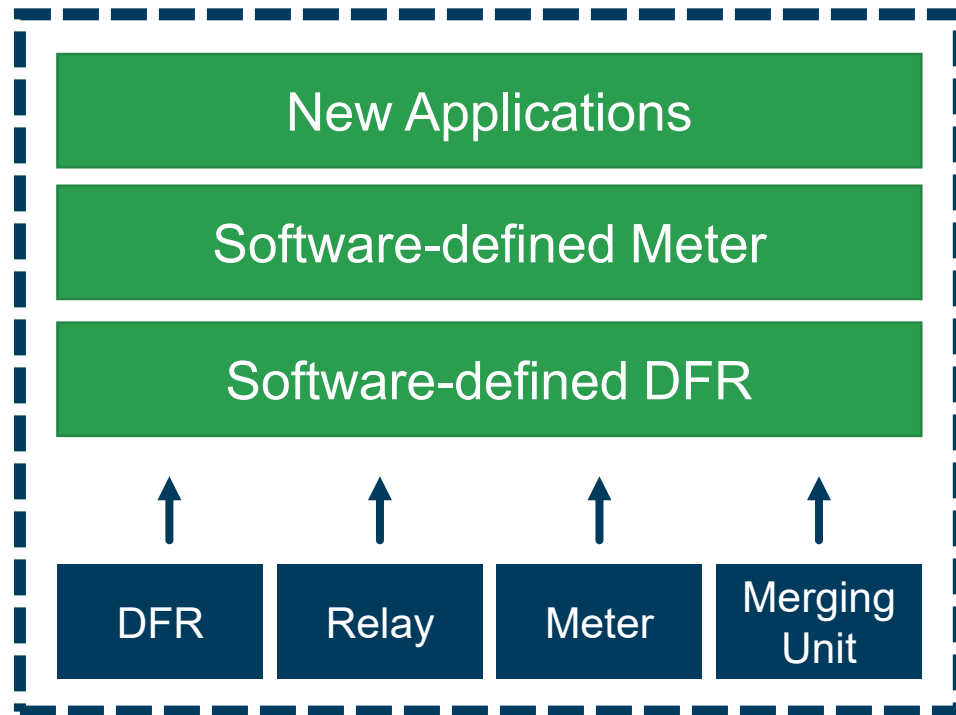 New Applications
Software-defined Meter
Software-defined DFR
DFR
Relay
Meter
Merging
Unit